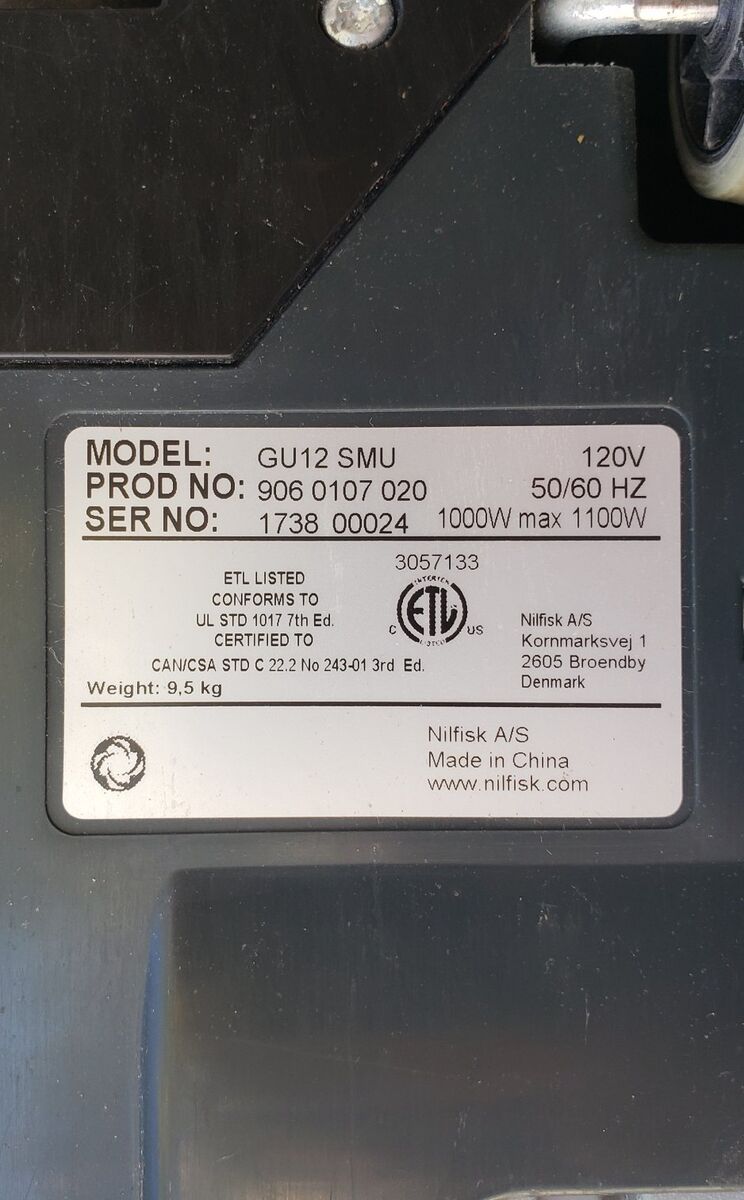 MODEL: GU12 SMU 120V
PROD NO: 906 0107 020 50/60 HZ
SER NO: 1738 00024 1000W max 1100W
3057133
ETL LISTED
CONFORMS TO
UL STD 1017 7th Ed.
CERTIFIED TO
CAN/CSA STD C 22.2 No 243-01 3rd Ed.
Weight: 9,5 kg
INTERTEK
ETL
LISTED
C US
Nilfisk A/S
Kornmarksvej 1
2605 Broendby
Denmark
Nilfisk A/S
Made in China
www.nilfisk.com